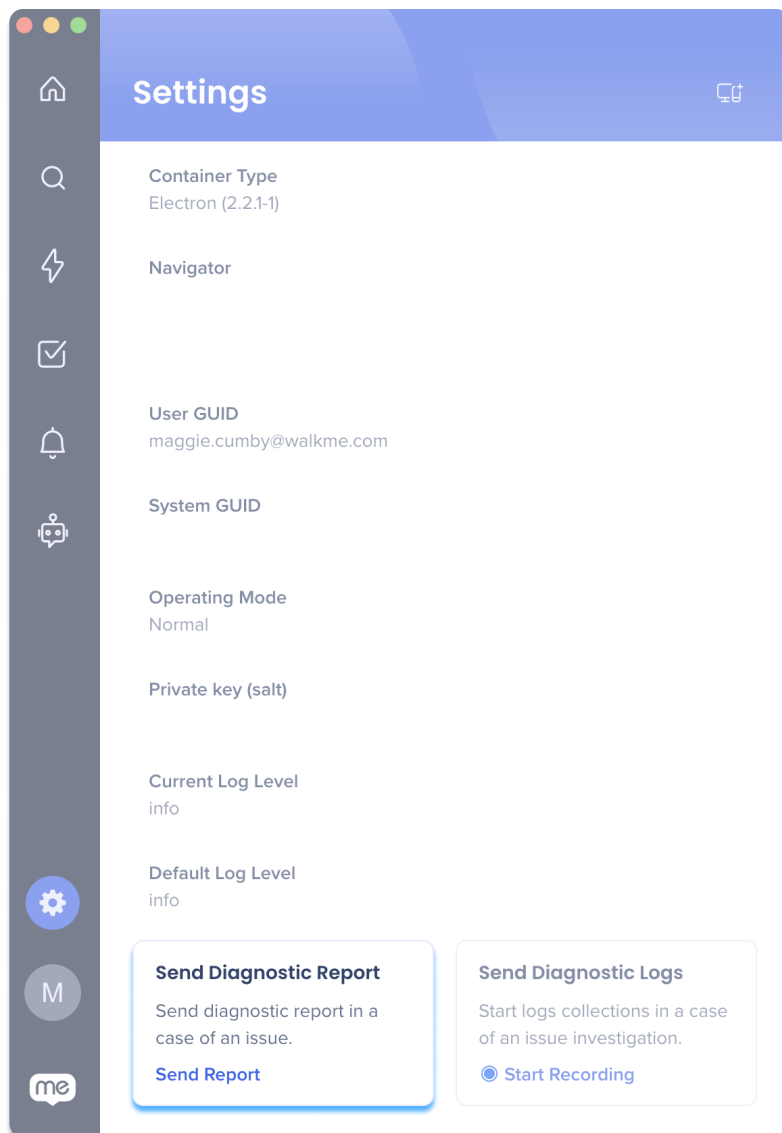 Settings
Container Type
Electron (2.2.1-1)
Navigator
User GUID
maggie.cumby@walkme.com
System GUID
Operating Mode
Normal
Private key (salt)
Current Log Level
info
Default Log Level
info
Send Diagnostic Report
Send diagnostic report in a
case of an issue.
Send Report
Send Diagnostic Logs
Start logs collections in a case
of an issue investigation.
Start Recording
M
me